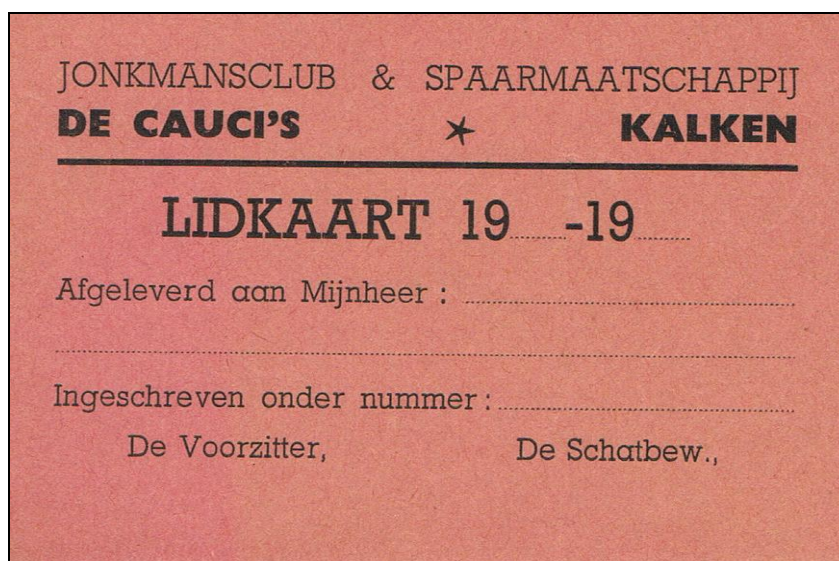 JONKMANSCLUB & SPAARMAATSCHAPPIJ
DE CAUCI'S ★ KALKEN
LIDKAART 19......-19......
Afgeleverd aan Mijnheer : ......
......
Ingeschreven onder nummer : ......
De Voorzitter, De Schatbew.,